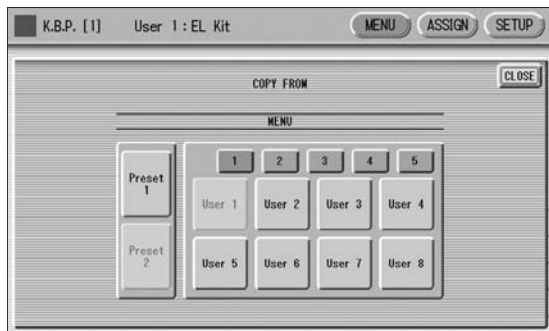 K.B.P. [1] User 1 : EL Kit MENU ASSIGN SETUP
COPY FROM CLOSE
MENU
1 2 3 4 5
Preset 1
User 1 User 2 User 3 User 4
Preset 2
User 5 User 6 User 7 User 8